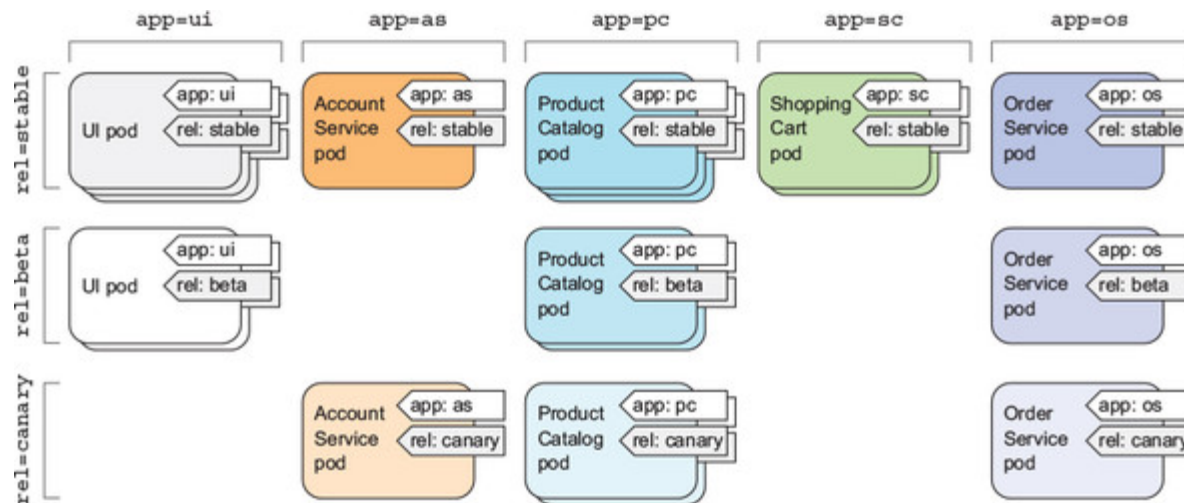 app=ui
app=as
app=pc
app=sc
app=os
rel=stable
UI pod
app: ui
rel: stable
Account
Service
pod
app: as
rel: stable
Product
Catalog
pod
app: pc
rel: stable
Shopping
Cart
pod
app: sc
rel: stable
Order
Service
pod
app: os
rel: stable
rel=beta
UI pod
app: ui
rel: beta
Product
Catalog
pod
app: pc
rel: beta
Order
Service
pod
app: os
rel: beta
rel=canary
Account
Service
pod
app: as
rel: canary
Product
Catalog
pod
app: pc
rel: canary
Order
Service
pod
app: os
rel: canary